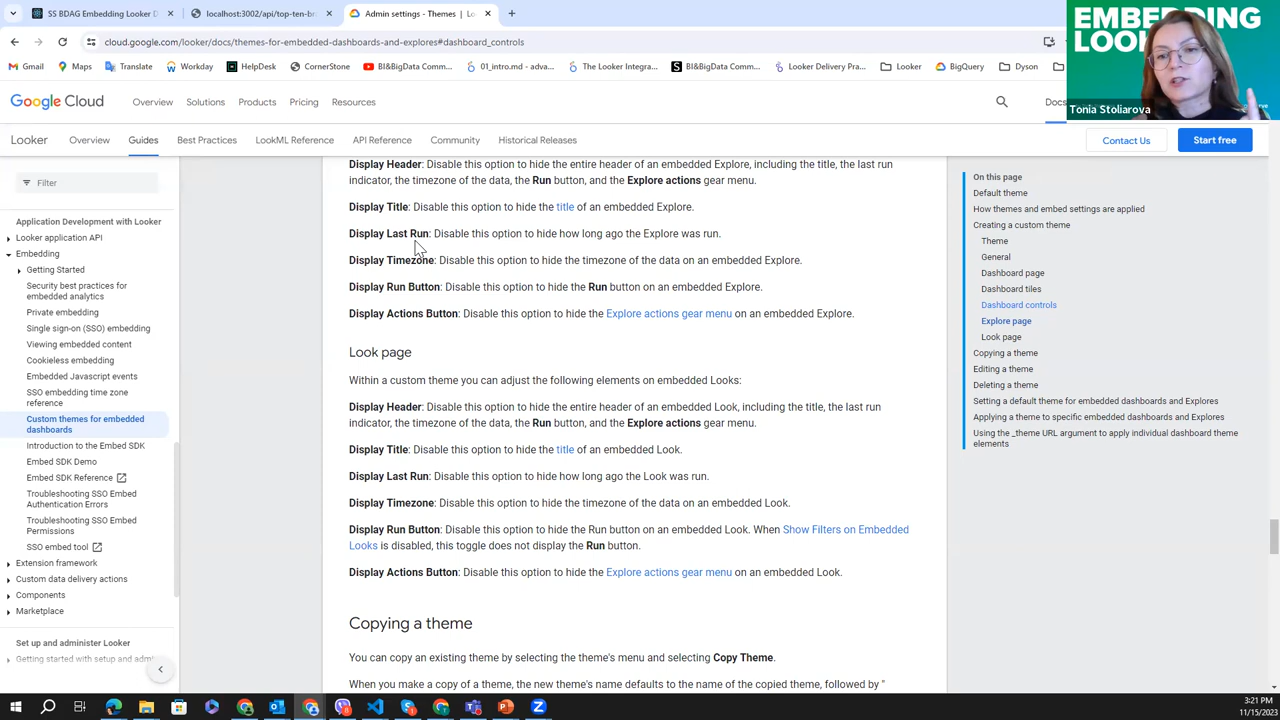 SS BDAG Embedding Looker D
localhost:3002/api/top-ten-br
Admin settings - Themes | Lo
cloud.google.com/looker/docs/themes-for-embedded-dashboards-and-explores#dashboard_controls
Gmail
Maps
Translate
Workday
HelpDesk
CornerStone
BI&BigData Commu...
01_intro.md - adva...
The Looker Integra...
BI&BigData Comm...
Looker Delivery Pra...
Looker
BigQuery
Dyson
EMBEDDING
LOOK
Tonia Stoliarova
Google Cloud
Overview
Solutions
Products
Pricing
Resources
Docs
Looker
Overview
Guides
Best Practices
LookML Reference
API Reference
Community
Historical Releases
Contact Us
Start free
Filter
Application Development with Looker
Looker application API
Embedding
Getting Started
Security best practices for
embedded analytics
Private embedding
Single sign-on (SSO) embedding
Viewing embedded content
Cookieless embedding
Embedded Javascript events
SSO embedding time zone
reference
Custom themes for embedded
dashboards
Introduction to the Embed SDK
Embed SDK Demo
Embed SDK Reference
Troubleshooting SSO Embed
Authentication Errors
Troubleshooting SSO Embed
Permissions
SSO embed tool
Extension framework
Custom data delivery actions
Components
Marketplace
Set up and administer Looker
Getting started with setup and admi
Display Header: Disable this option to hide the entire header of an embedded Explore, including the title, the last run
indicator, the timezone of the data, the Run button, and the Explore actions gear menu.
Display Title: Disable this option to hide the title of an embedded Explore.
Display Last Run: Disable this option to hide how long ago the Explore was run.
Display Timezone: Disable this option to hide the timezone of the data on an embedded Explore.
Display Run Button: Disable this option to hide the Run button on an embedded Explore.
Display Actions Button: Disable this option to hide the Explore actions gear menu on an embedded Explore.
Look page
Within a custom theme you can adjust the following elements on embedded Looks:
Display Header: Disable this option to hide the entire header of an embedded Look, including the title, the last run
indicator, the timezone of the data, the Run button, and the Explore actions gear menu.
Display Title: Disable this option to hide the title of an embedded Look.
Display Last Run: Disable this option to hide how long ago the Look was run.
Display Timezone: Disable this option to hide the timezone of the data on an embedded Look.
Display Run Button: Disable this option to hide the Run button on an embedded Look. When Show Filters on Embedded
Looks is disabled, this toggle does not display the Run button.
Display Actions Button: Disable this option to hide the Explore actions gear menu on an embedded Look.
Copying a theme
You can copy an existing theme by selecting the theme's menu and selecting Copy Theme.
When you make a copy of a theme, the new theme's name defaults to the name of the copied theme, followed by "
On this page
Default theme
How themes and embed settings are applied
Creating a custom theme
Theme
General
Dashboard page
Dashboard tiles
Dashboard controls
Explore page
Look page
Copying a theme
Editing a theme
Deleting a theme
Setting a default theme for embedded dashboards and Explores
Applying a theme to specific embedded dashboards and Explores
Using the _theme URL argument to apply individual dashboard theme
elements
3:21 PM
11/15/2023